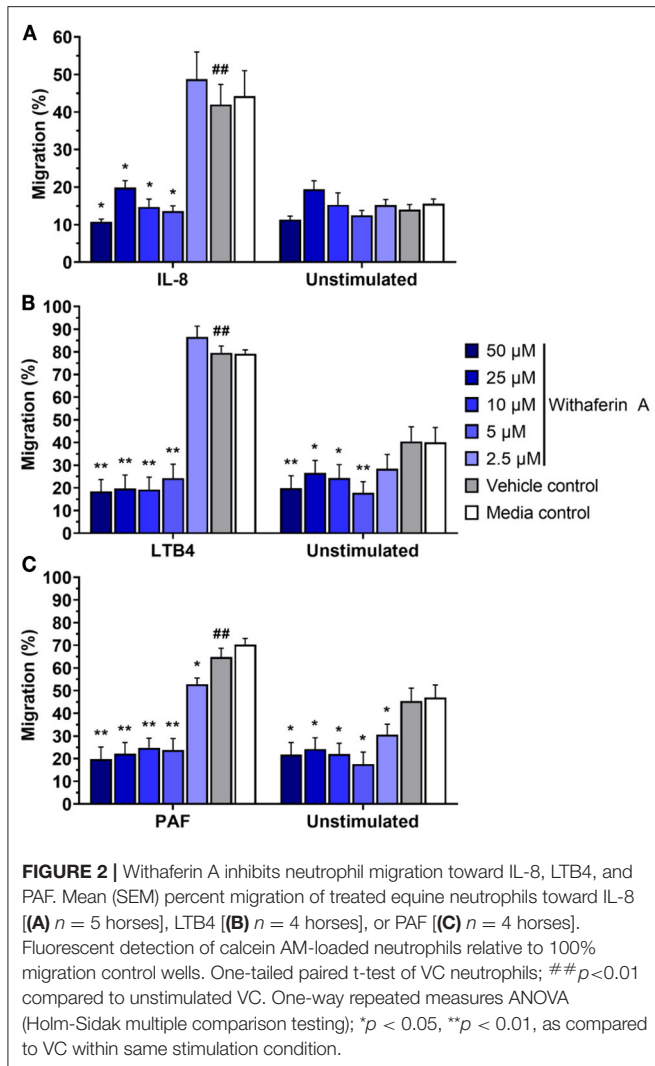 A
Migration (%)
60
50
40
30
20
10
0
* * * * ##
IL-8 Unstimulated
B
Migration (%)
100
90
80
70
60
50
40
30
20
10
0
** ** ** ** ## ** * * **
LTB4 Unstimulated
50 µM
25 µM
10 µM
5 µM
2.5 µM
Withaferin A
Vehicle control
Media control
C
Migration (%)
100
90
80
70
60
50
40
30
20
10
0
** ** ** ** * ## * * * * *
PAF Unstimulated
FIGURE 2 | Withaferin A inhibits neutrophil migration toward IL-8, LTB4, and
PAF. Mean (SEM) percent migration of treated equine neutrophils toward IL-8
[(A) n = 5 horses], LTB4 [(B) n = 4 horses], or PAF [(C) n = 4 horses].
Fluorescent detection of calcein AM-loaded neutrophils relative to 100%
migration control wells. One-tailed paired t-test of VC neutrophils; ##p<0.01
compared to unstimulated VC. One-way repeated measures ANOVA
(Holm-Sidak multiple comparison testing); *p < 0.05, **p < 0.01, as compared
to VC within same stimulation condition.